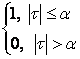 1, |τ| ≤ α
0, |τ| > α